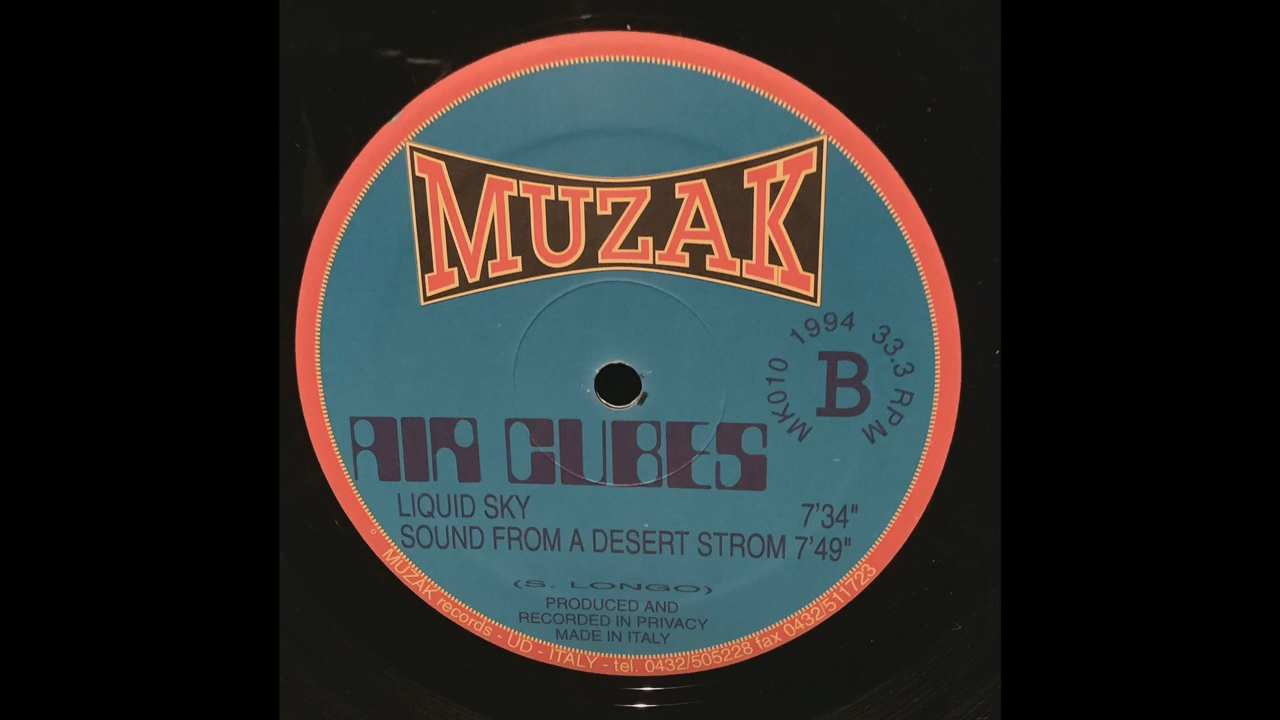 MUZAK
MK010 1994 33.3 RPM
B
AIR CUBES
LIQUID SKY 7'34"
SOUND FROM A DESERT STROM 7'49"
(S. LONGO)
PRODUCED AND
RECORDED IN PRIVACY
MADE IN ITALY
° MUZAK records - UD - ITALY - tel. 0432/505228 fax 0432/511723